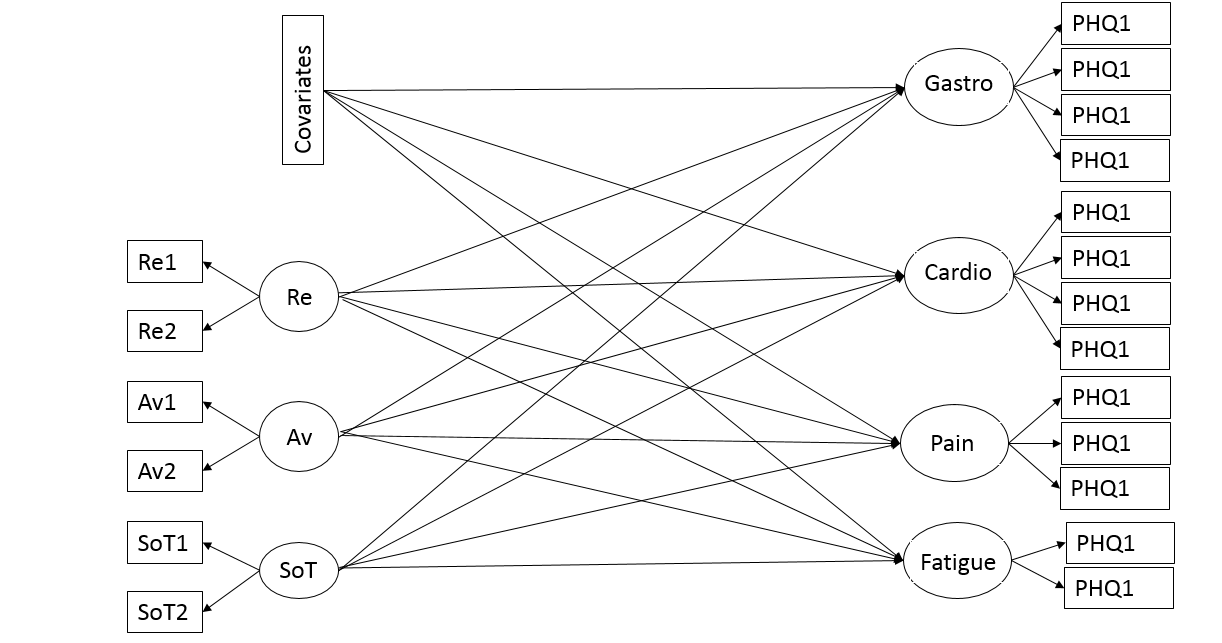 Covariates
Re1
Re2
Av1
Av2
SoT1
SoT2
Re
Av
SoT
Gastro
Cardio
Pain
Fatigue
PHQ1
PHQ1
PHQ1
PHQ1
PHQ1
PHQ1
PHQ1
PHQ1
PHQ1
PHQ1
PHQ1
PHQ1
PHQ1